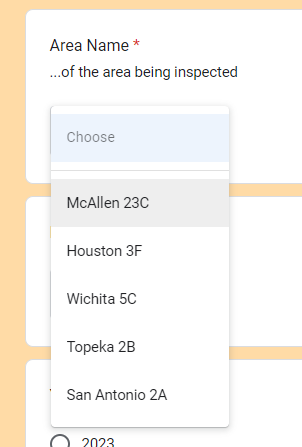 Area Name *
...of the area being inspected
Choose
McAllen 23C
Houston 3F
Wichita 5C
Topeka 2B
San Antonio 2A
2023